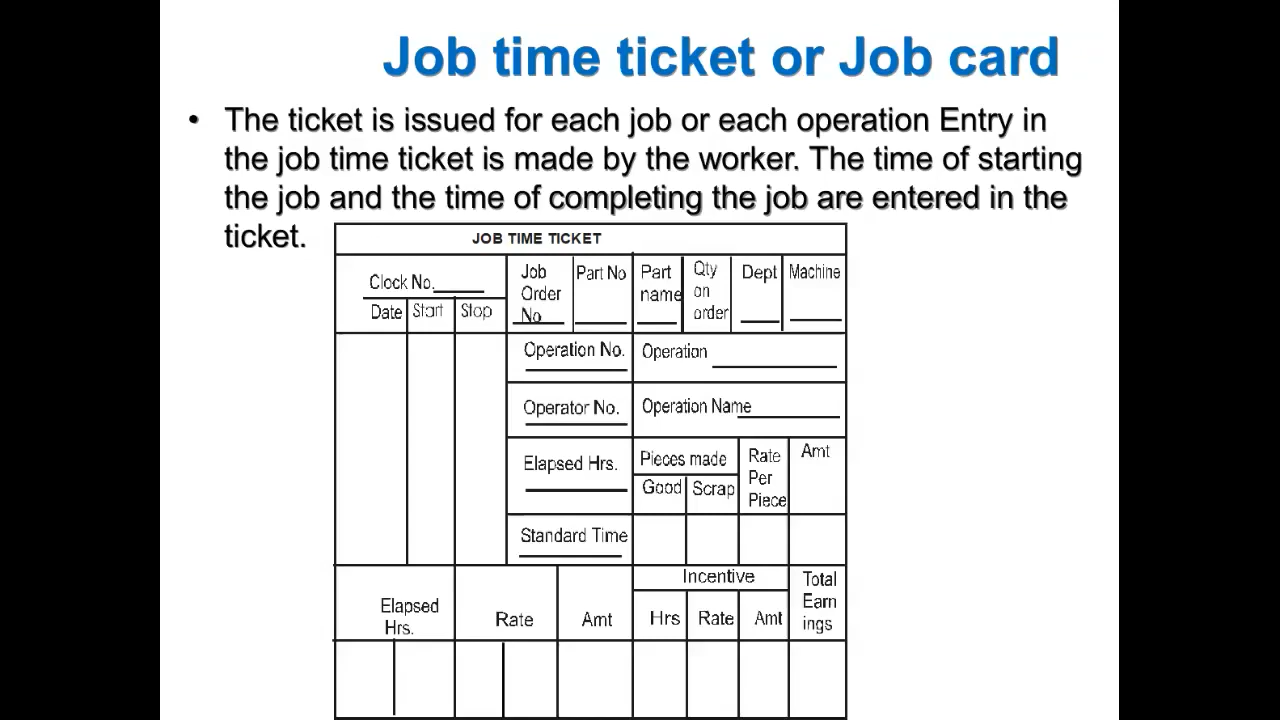 Job time ticket or Job card
• The ticket is issued for each job or each operation Entry in
the job time ticket is made by the worker. The time of starting
the job and the time of completing the job are entered in the
ticket.
JOB TIME TICKET
Clock No.
Date Start Stop
Job
Order
No
Part No
Part
name
Qty
on
order
Dept
Machine
Operation No.
Operation
Operator No.
Operation Name
Elapsed Hrs.
Pieces made
Good Scrap
Rate
Per
Piece
Amt
Standard Time
Elapsed
Hrs.
Rate
Amt
Incentive
Hrs Rate Amt
Total
Earn
ings